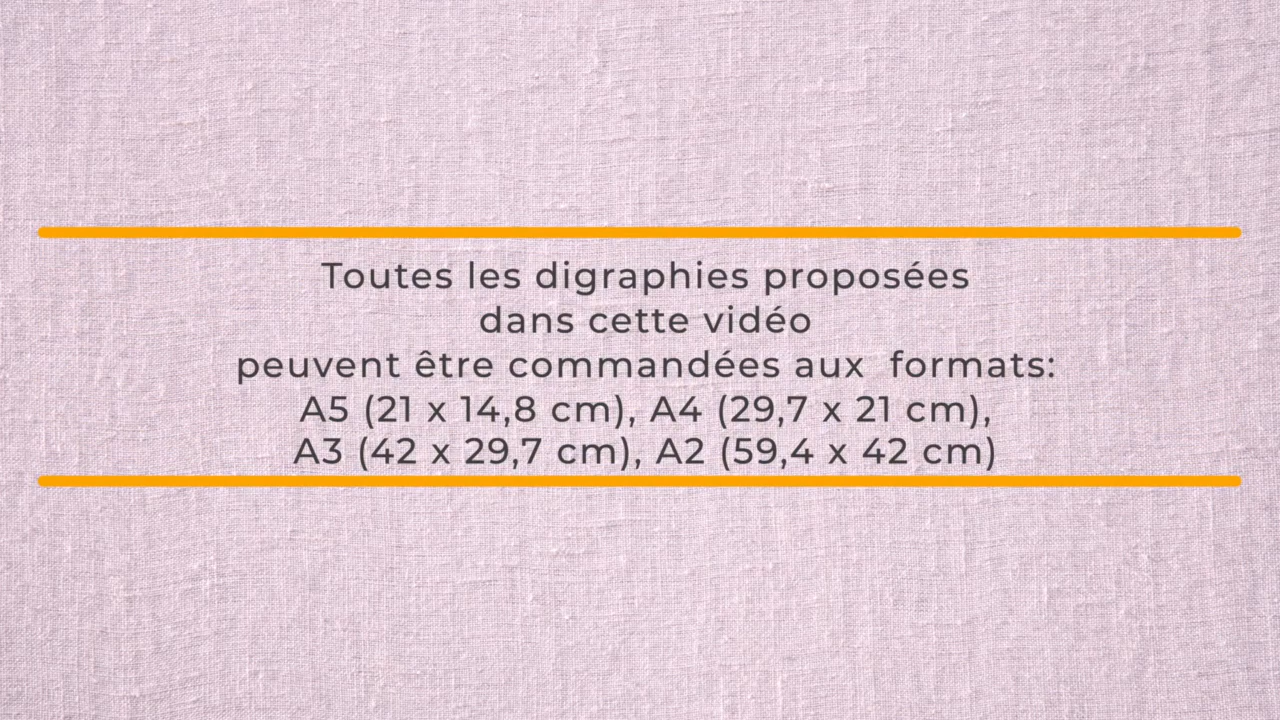 Toutes les digraphies proposées
dans cette vidéo
peuvent être commandées aux  formats:
A5 (21 x 14,8 cm), A4 (29,7 x 21 cm),
A3 (42 x 29,7 cm), A2 (59,4 x 42 cm)